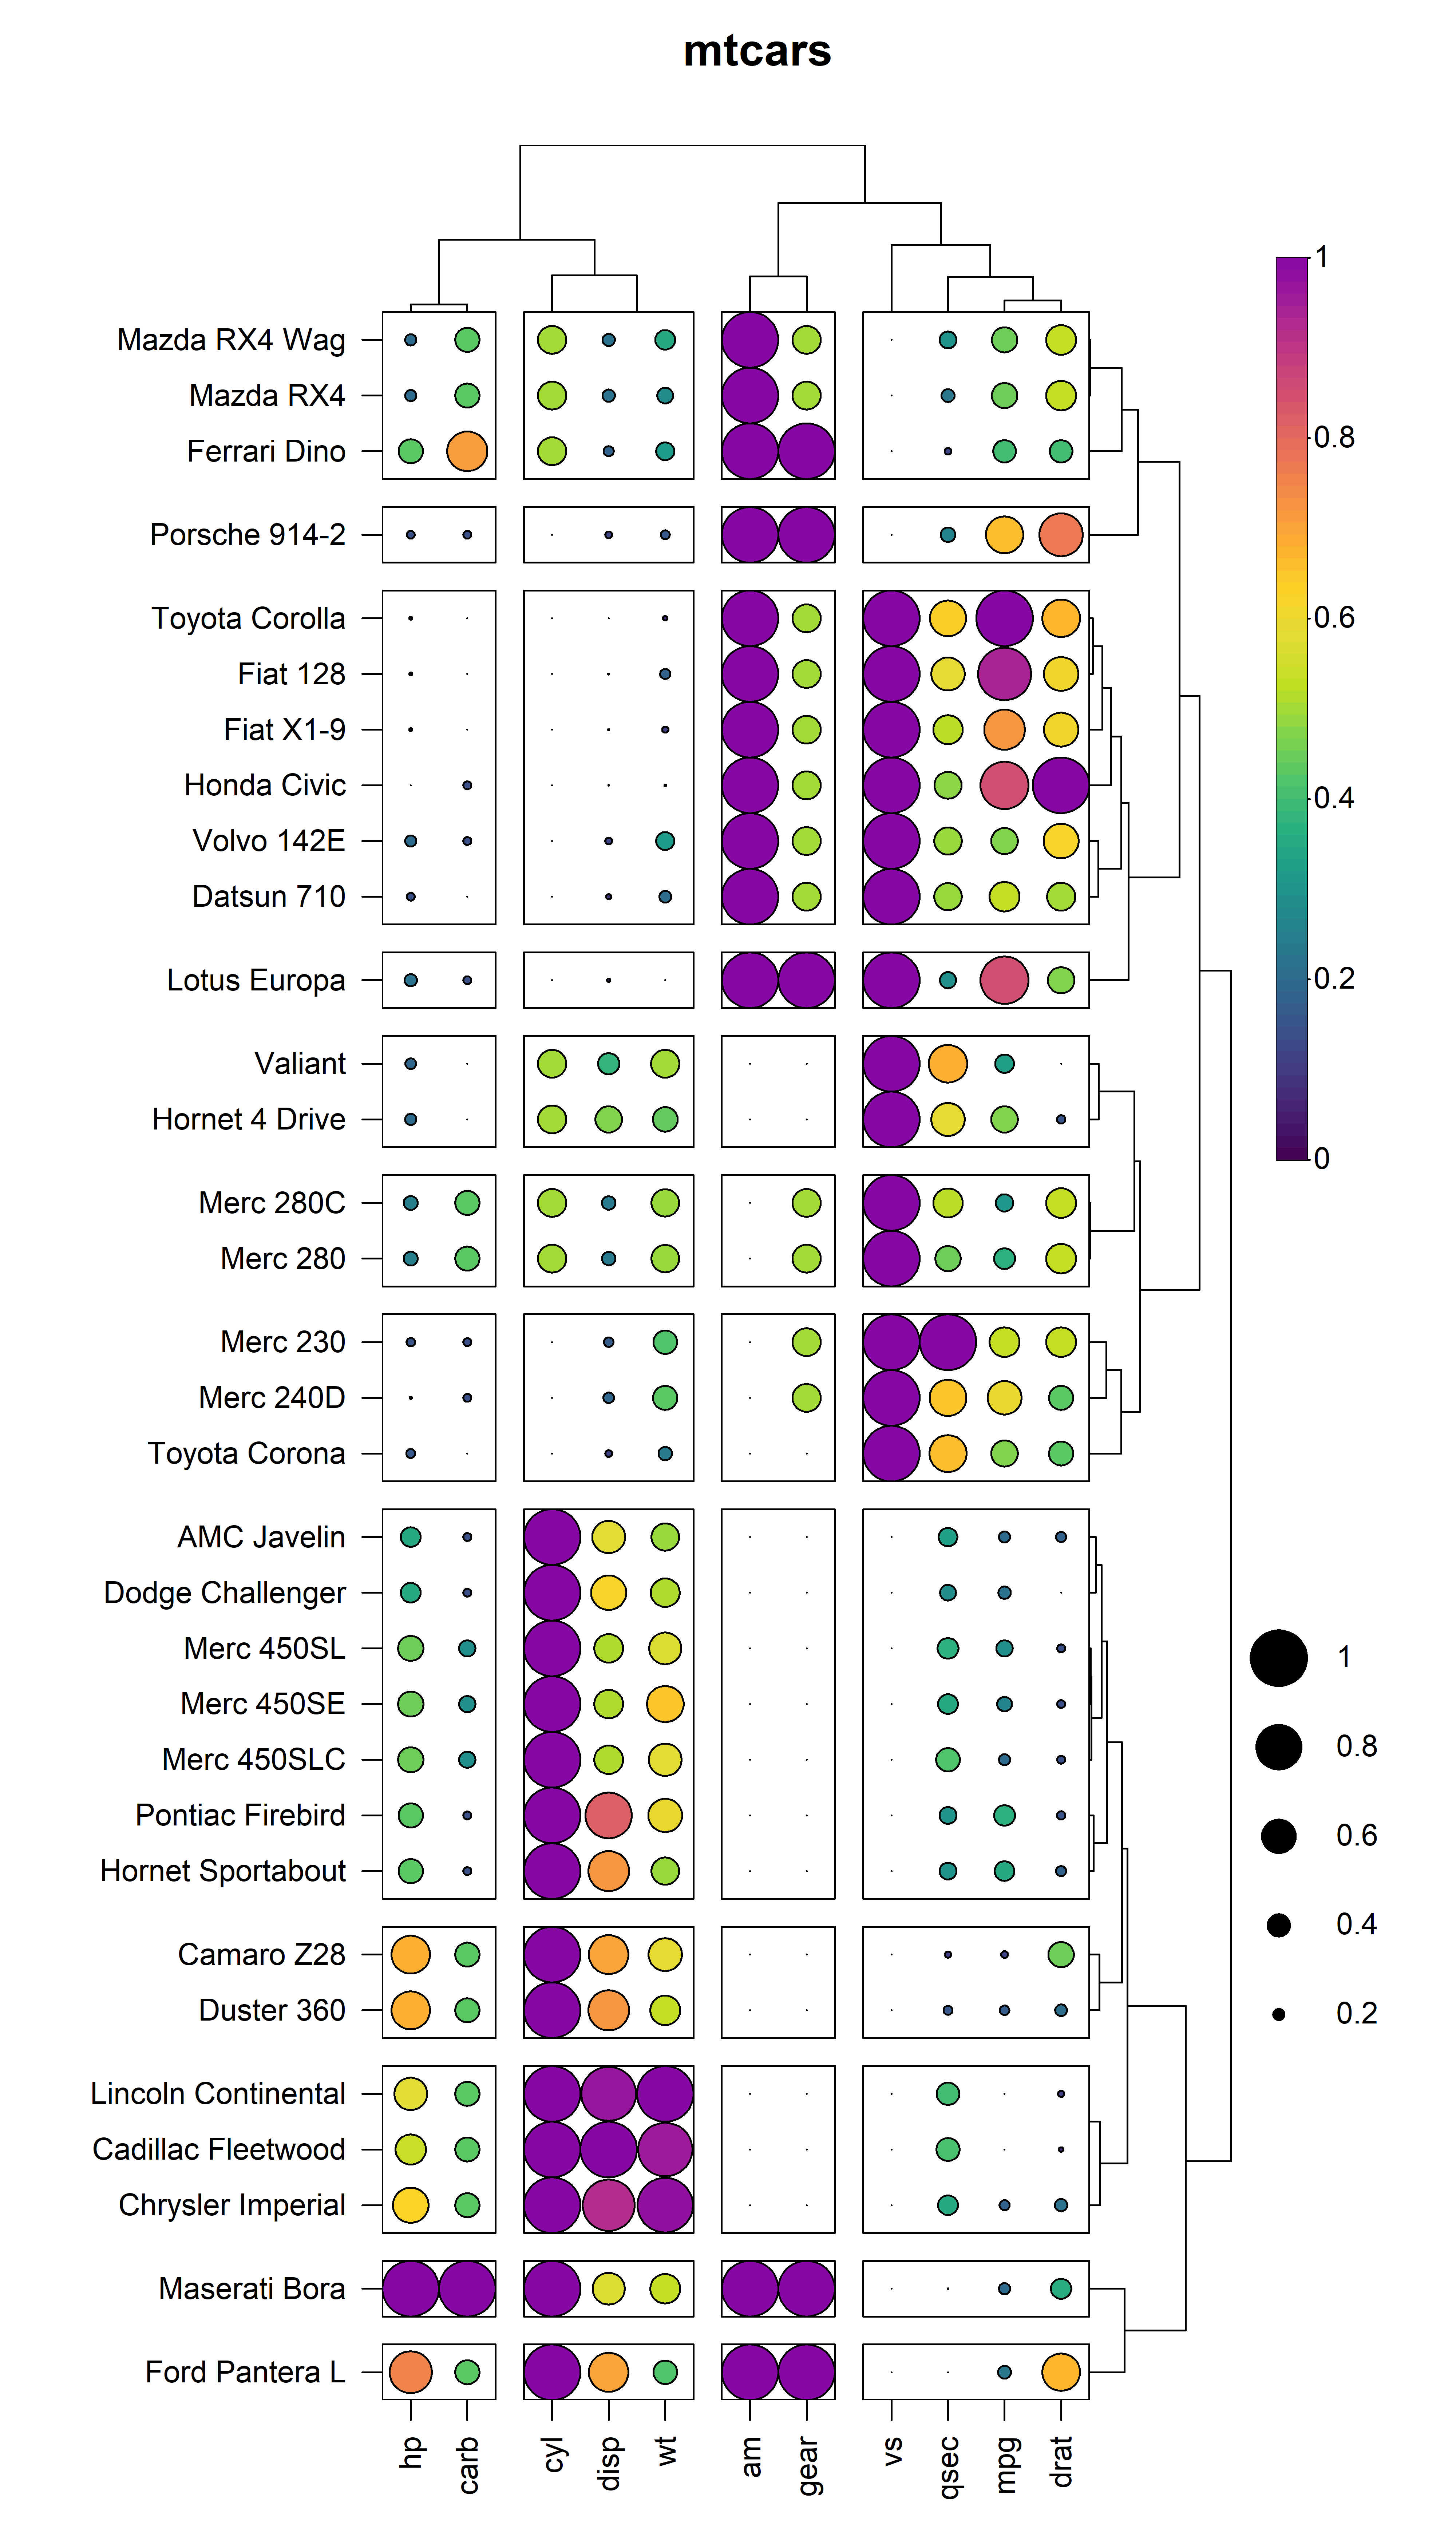 mtcars
Mazda RX4 Wag
Mazda RX4
Ferrari Dino
Porsche 914-2
Toyota Corolla
Fiat 128
Fiat X1-9
Honda Civic
Volvo 142E
Datsun 710
Lotus Europa
Valiant
Hornet 4 Drive
Merc 280C
Merc 280
Merc 230
Merc 240D
Toyota Corona
AMC Javelin
Dodge Challenger
Merc 450SL
Merc 450SE
Merc 450SLC
Pontiac Firebird
Hornet Sportabout
Camaro Z28
Duster 360
Lincoln Continental
Cadillac Fleetwood
Chrysler Imperial
Maserati Bora
Ford Pantera L
hp
carb
cyl
disp
wt
am
gear
vs
qsec
mpg
drat
1
0.8
0.6
0.4
0.2
0
1
0.8
0.6
0.4
0.2